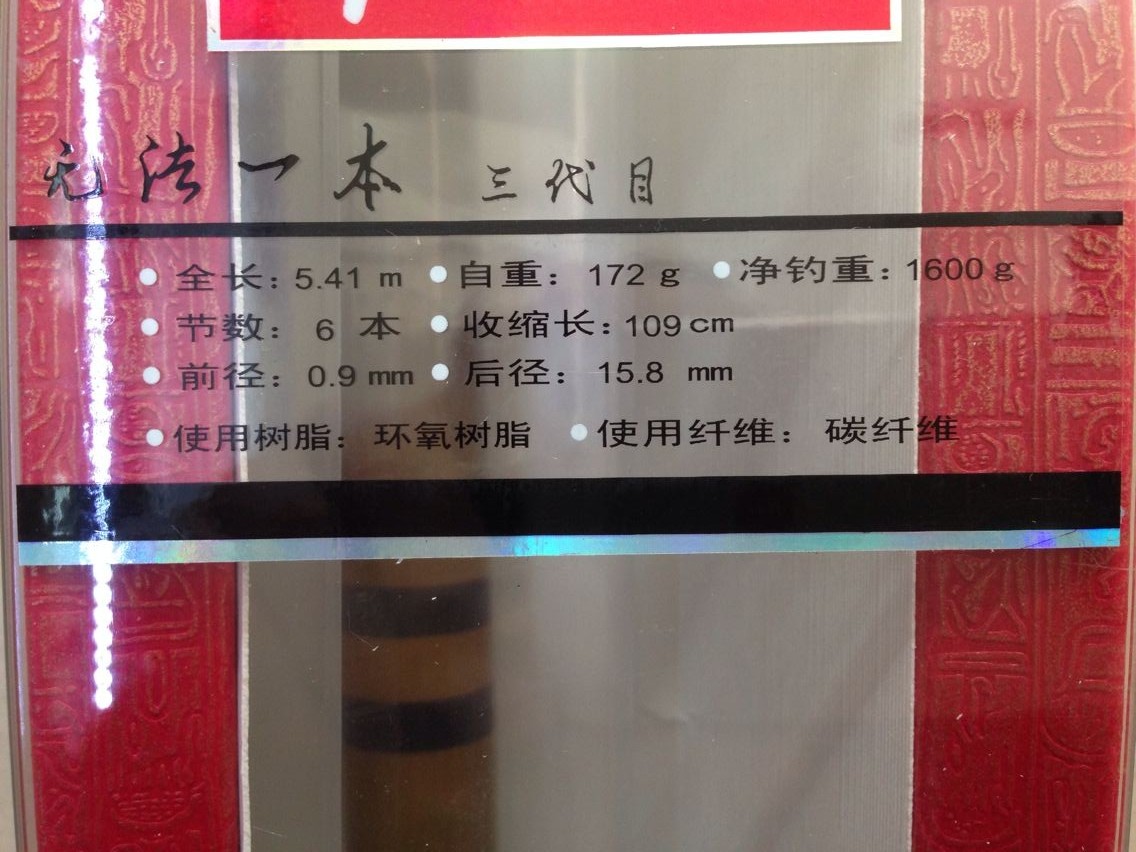 无法一本 三代目
●全长：5.41 m ●自重：172 g ●净钓重：1600 g
●节数：6 本 ●收缩长：109 cm
●前径：0.9 mm ●后径：15.8 mm
●使用树脂：环氧树脂 ●使用纤维：碳纤维